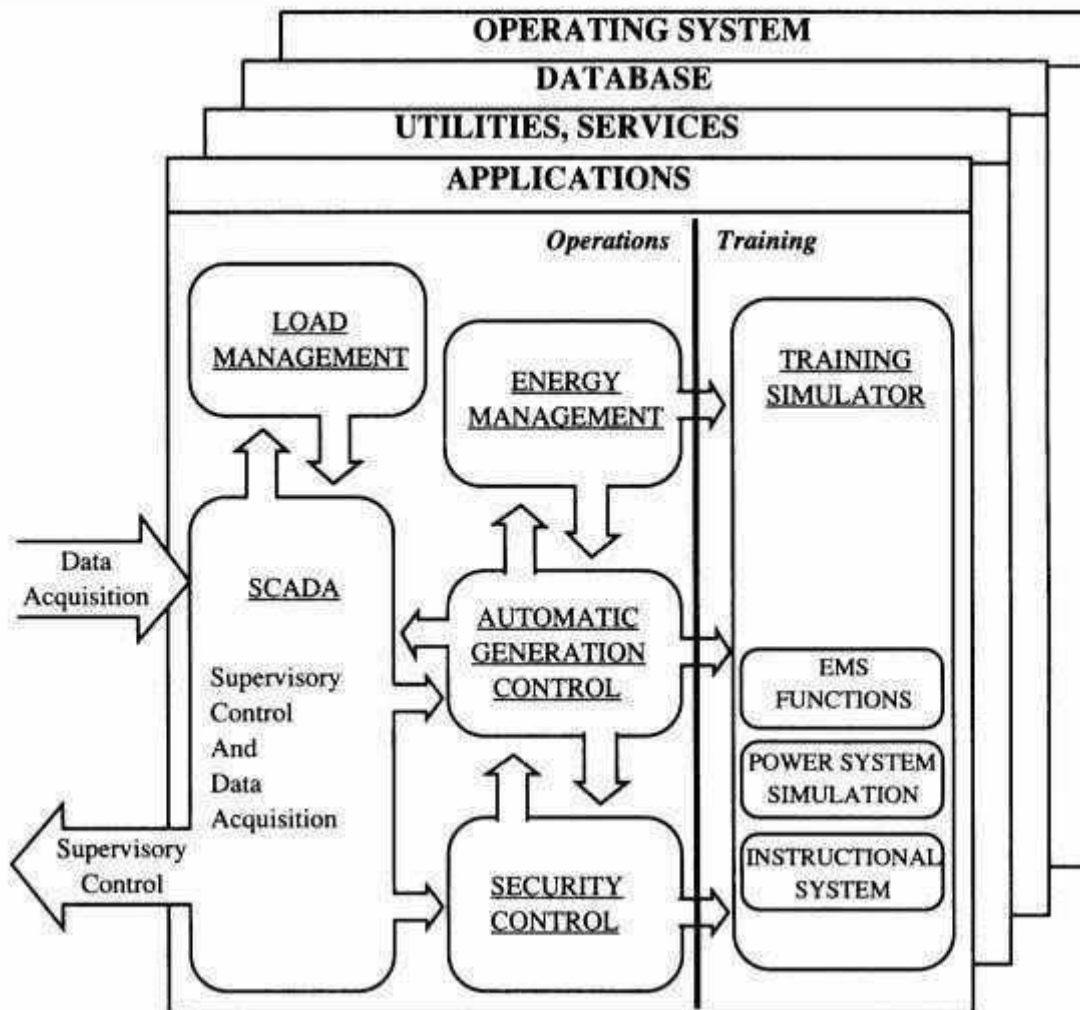 OPERATING SYSTEM
DATABASE
UTILITIES, SERVICES
APPLICATIONS
Operations
Training
LOAD
MANAGEMENT
ENERGY
MANAGEMENT
TRAINING
SIMULATOR
Data
Acquisition
SCADA
Supervisory
Control
And
Data
Acquisition
AUTOMATIC
GENERATION
CONTROL
EMS
FUNCTIONS
POWER SYSTEM
SIMULATION
INSTRUCTIONAL
SYSTEM
Supervisory
Control
SECURITY
CONTROL